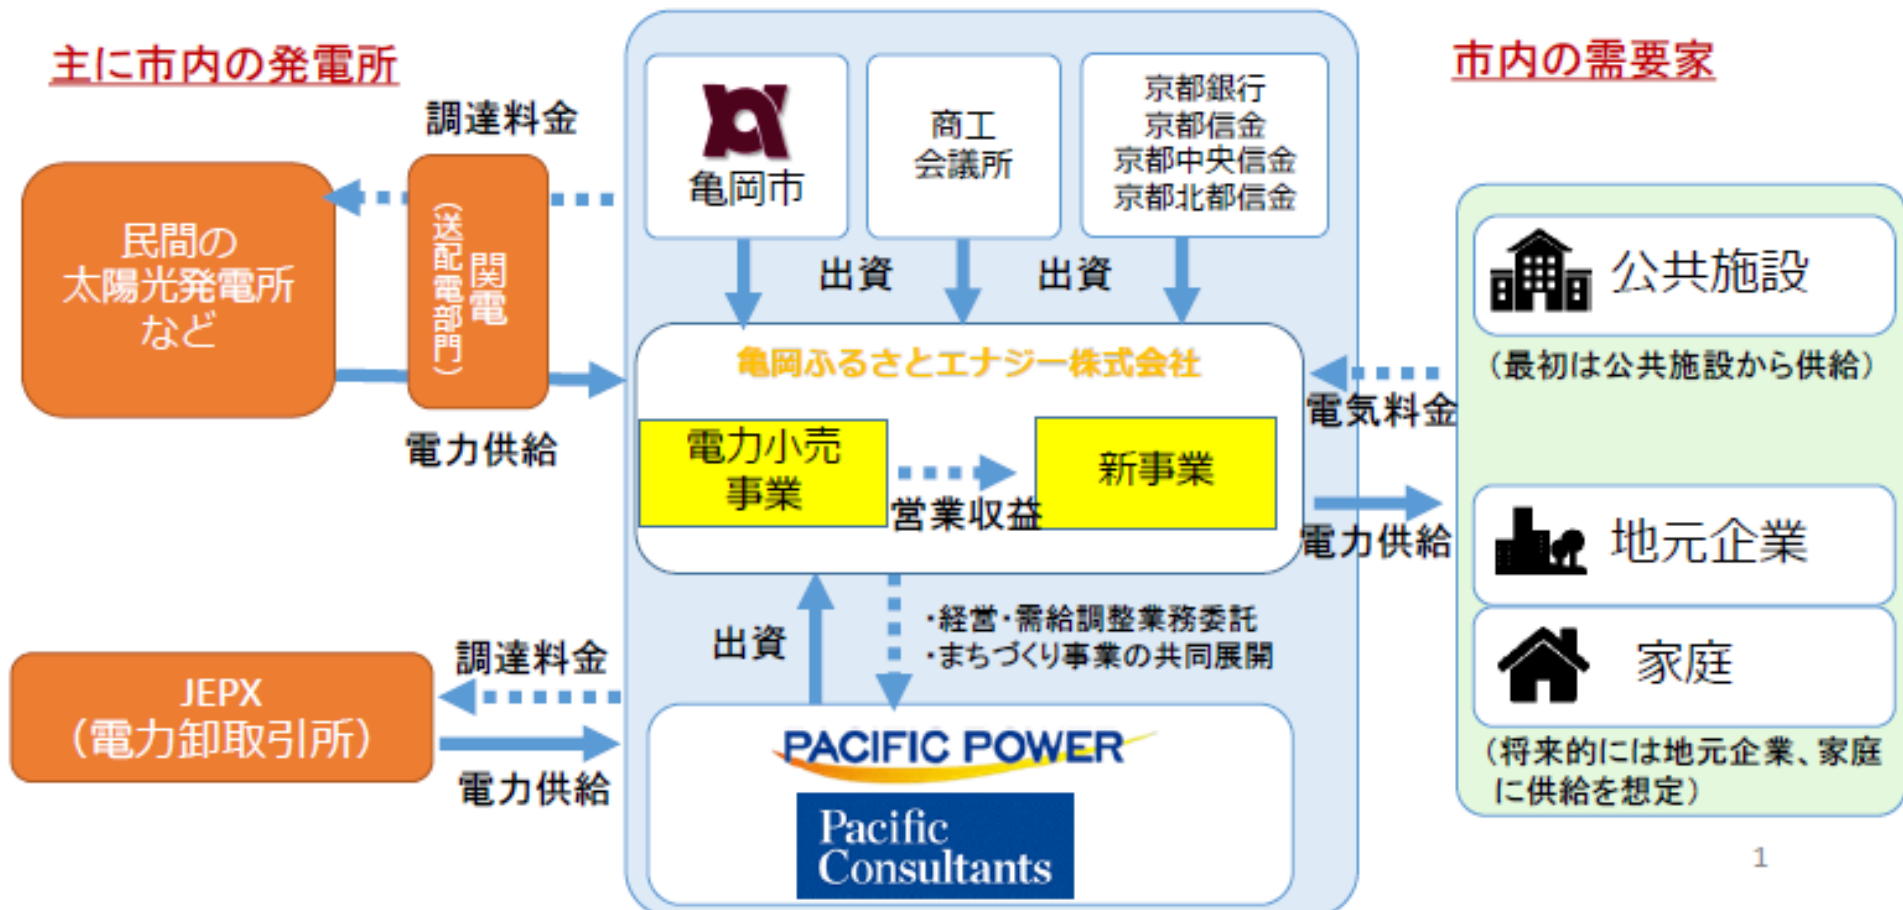 主に市内の発電所
調達料金
民間の
太陽光発電所
など
関電
（送配電部門）
電力供給
JEPX
（電力卸取引所）
調達料金
電力供給
亀岡市
商工
会議所
京都銀行
京都信金
京都中央信金
京都北都信金
出資
出資
亀岡ふるさとエナジー株式会社
電力小売
事業
営業収益
新事業
出資
・経営・需給調整業務委託
・まちづくり事業の共同展開
PACIFIC POWER
Pacific
Consultants
市内の需要家
電気料金
電力供給
公共施設
（最初は公共施設から供給）
地元企業
家庭
（将来的には地元企業、家庭
に供給を想定）
1